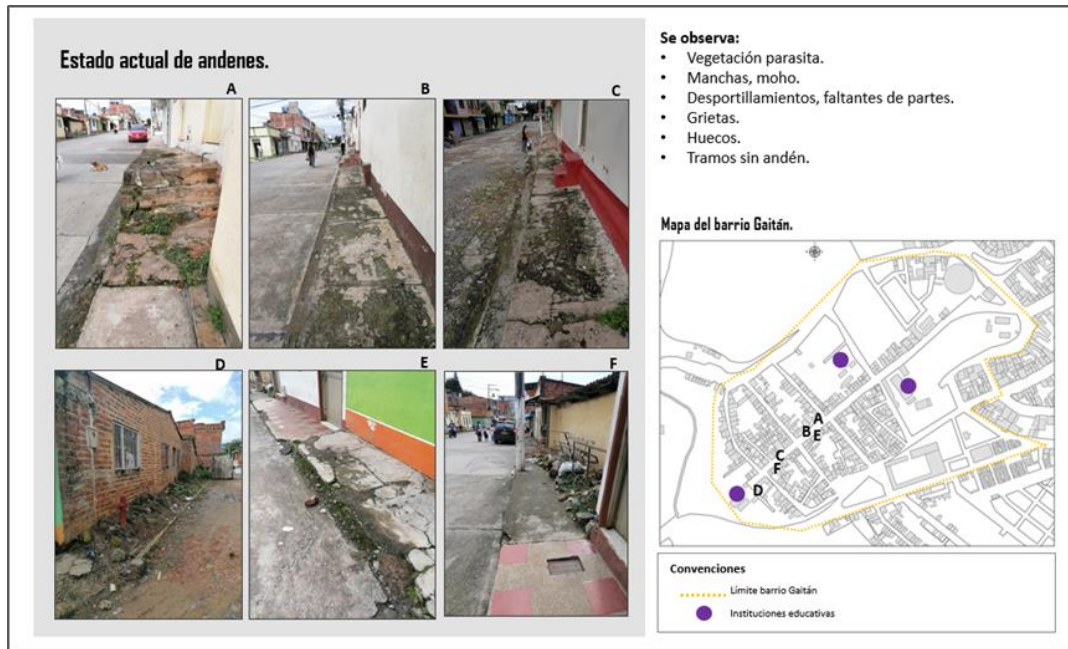 Estado actual de andenes.
A
B
C
D
E
F
Se observa:
• Vegetación parasita.
• Manchas, moho.
• Desportillamientos, faltantes de partes.
• Grietas.
• Huecos.
• Tramos sin andén.
Mapa del barrio Gaitán.
A
B
E
C
F
D
Convenciones
Límite barrio Gaitán
Instituciones educativas